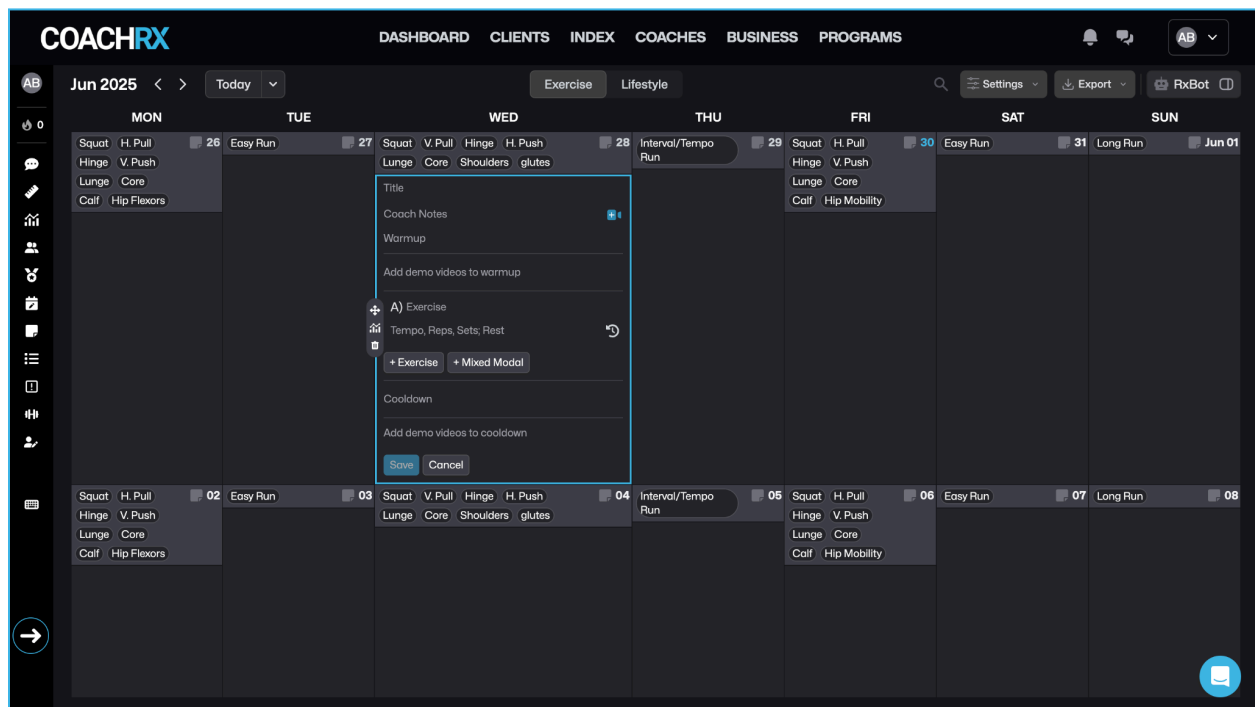 COACHRX
DASHBOARD CLIENTS INDEX COACHES BUSINESS PROGRAMS
AB
AB
Jun 2025
Today
Exercise Lifestyle
Settings
Export
RxBot
0
MON TUE WED THU FRI SAT SUN
Squat H. Pull 26
Hinge V. Push
Lunge Core
Calf Hip Flexors
Easy Run 27
Squat V. Pull Hinge H. Push 28
Lunge Core Shoulders glutes
Interval/Tempo 29
Run
Squat H. Pull 30
Hinge V. Push
Lunge Core
Calf Hip Mobility
Easy Run 31
Long Run Jun 01
Title
Coach Notes
Warmup
Add demo videos to warmup
A) Exercise
Tempo, Reps, Sets; Rest
+ Exercise + Mixed Modal
Cooldown
Add demo videos to cooldown
Save Cancel
Squat H. Pull 02
Hinge V. Push
Lunge Core
Calf Hip Flexors
Easy Run 03
Squat V. Pull Hinge H. Push 04
Lunge Core Shoulders glutes
Interval/Tempo 05
Run
Squat H. Pull 06
Hinge V. Push
Lunge Core
Calf Hip Mobility
Easy Run 07
Long Run 08